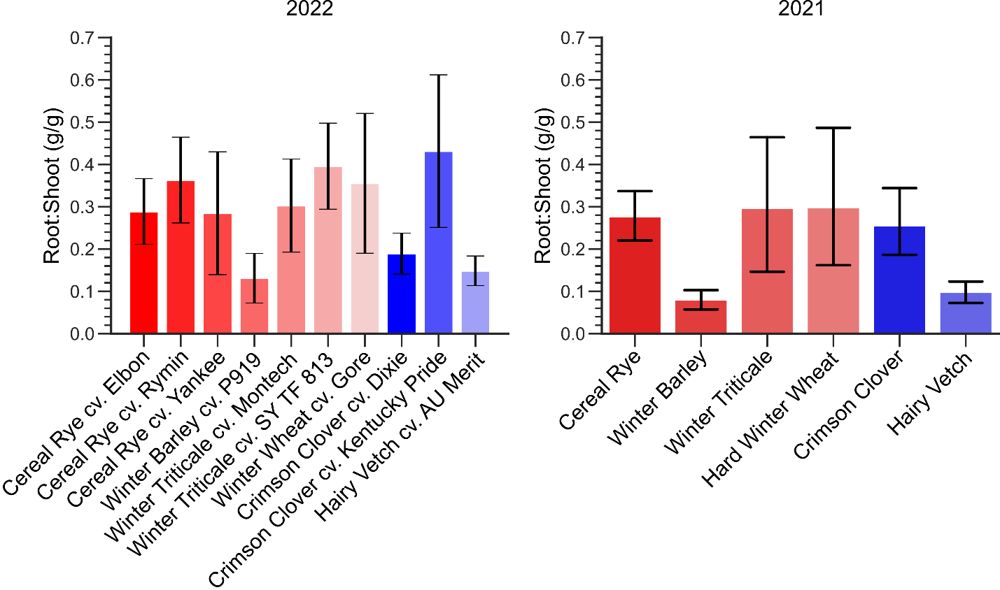 2022
0.7
0.6
0.5
0.4
0.3
0.2
0.1
0.0
Root:Shoot (g/g)
Cereal Rye cv. Elbon
Cereal Rye cv. Rymin
Cereal Rye cv. Yankee
Winter Barley cv. P919
Winter Triticale cv. Montech
Winter Triticale cv. SY TF 813
Winter Wheat cv. Gore
Crimson Clover cv. Dixie
Crimson Clover cv. Kentucky Pride
Hairy Vetch cv. AU Merit
2021
0.7
0.6
0.5
0.4
0.3
0.2
0.1
0.0
Root:Shoot (g/g)
Cereal Rye
Winter Barley
Winter Triticale
Hard Winter Wheat
Crimson Clover
Hairy Vetch